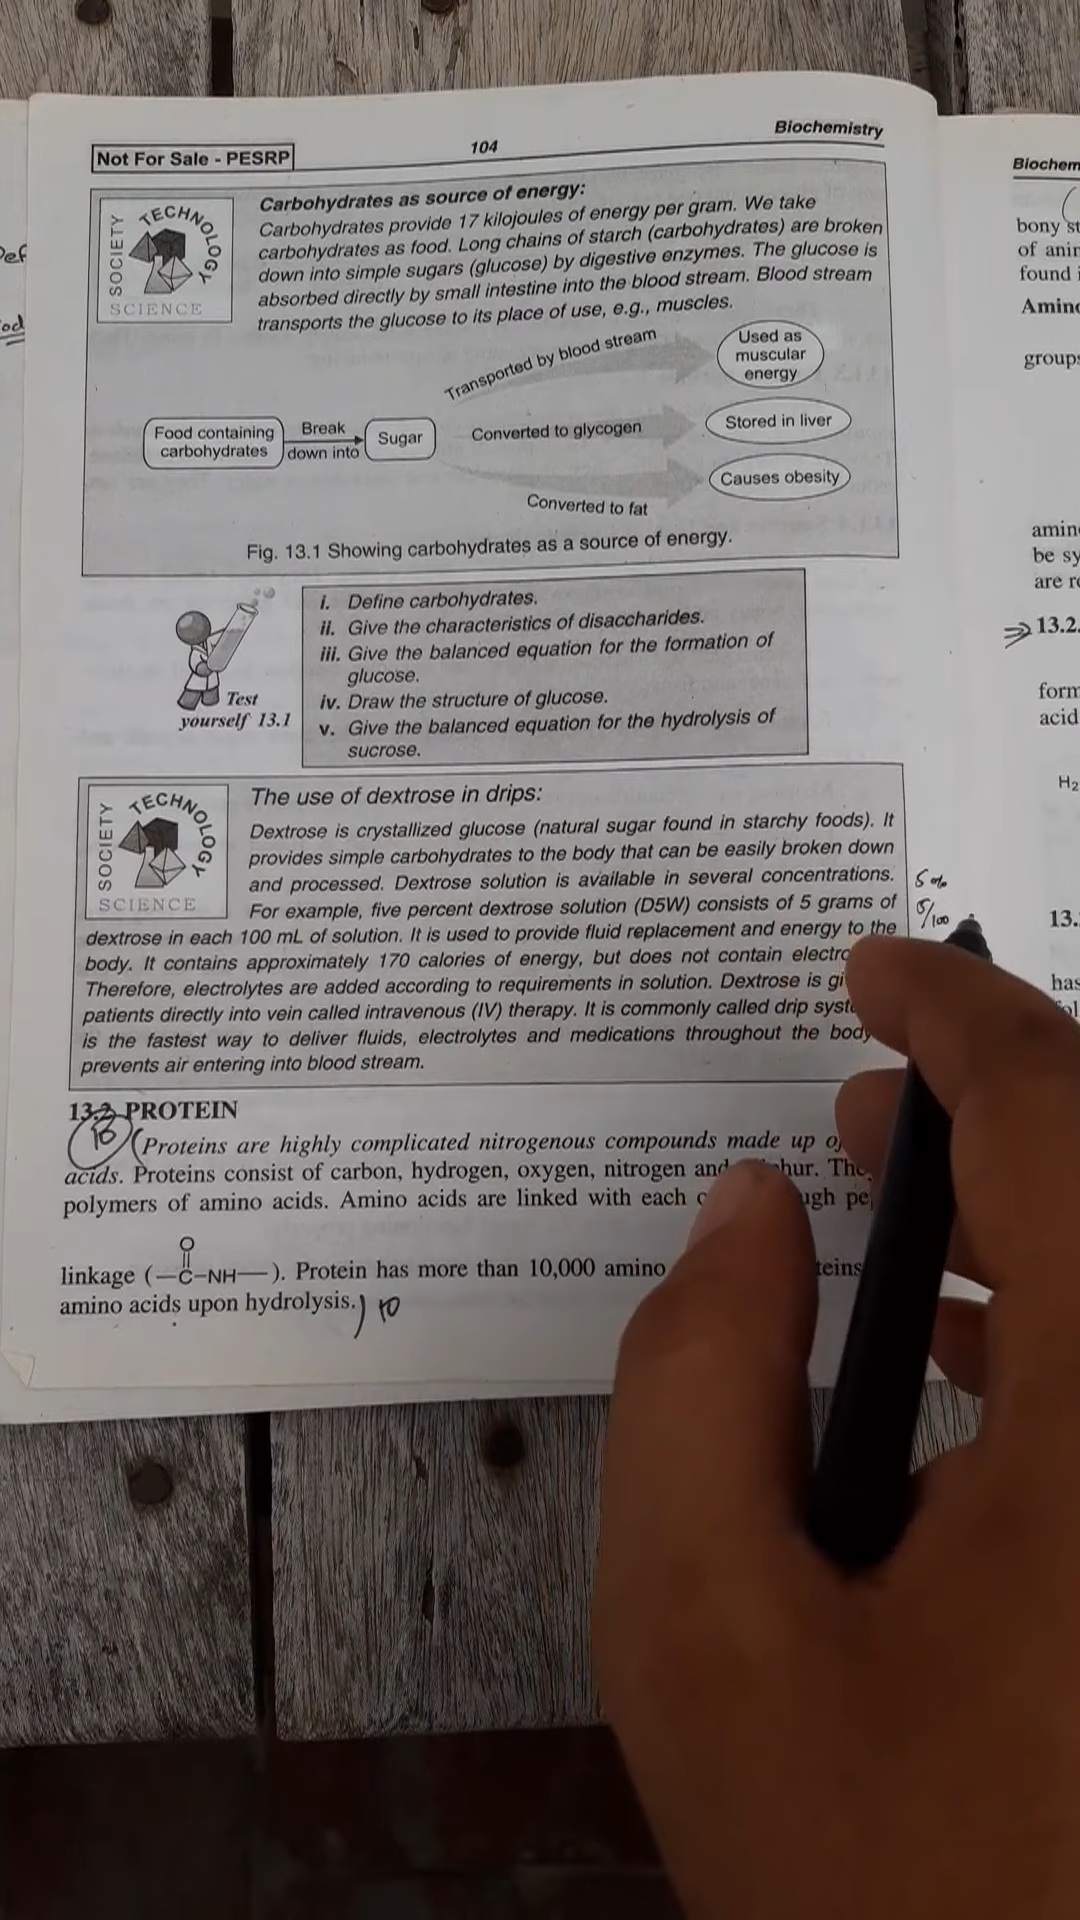 Not For Sale - PESRP
104
Biochemistry
SOCIETY
TECHNOLOGY
SCIENCE
Carbohydrates as source of energy:
Carbohydrates provide 17 kilojoules of energy per gram. We take
carbohydrates as food. Long chains of starch (carbohydrates) are broken
down into simple sugars (glucose) by digestive enzymes. The glucose is
absorbed directly by small intestine into the blood stream. Blood stream
transports the glucose to its place of use, e.g., muscles.
Transported by blood stream
Used as
muscular
energy
Food containing
carbohydrates
Break
down into
Sugar
Converted to glycogen
Stored in liver
Converted to fat
Causes obesity
Fig. 13.1 Showing carbohydrates as a source of energy.
Test
yourself 13.1
i. Define carbohydrates.
ii. Give the characteristics of disaccharides.
iii. Give the balanced equation for the formation of
glucose.
iv. Draw the structure of glucose.
v. Give the balanced equation for the hydrolysis of
sucrose.
SOCIETY
TECHNOLOGY
SCIENCE
The use of dextrose in drips:
Dextrose is crystallized glucose (natural sugar found in starchy foods). It
provides simple carbohydrates to the body that can be easily broken down
and processed. Dextrose solution is available in several concentrations.
For example, five percent dextrose solution (D5W) consists of 5 grams of
dextrose in each 100 mL of solution. It is used to provide fluid replacement and energy to the
body. It contains approximately 170 calories of energy, but does not contain
Therefore, electrolytes are added according to requirements in solution. Dextrose is
patients directly into vein called intravenous (IV) therapy. It is commonly called drip
is the fastest way to deliver fluids, electrolytes and medications throughout the body
prevents air entering into blood stream.
5%
5/100
13.2 PROTEIN
(Proteins are highly complicated nitrogenous compounds made up
acids. Proteins consist of carbon, hydrogen, oxygen, nitrogen and
polymers of amino acids. Amino acids are linked with each
O
linkage (—C–NH—). Protein has more than 10,000 amino
amino acids upon hydrolysis.)
Biochem
bony st
of anim
found i
Amino
groups
amino
be sy
are re
13.2.
form
acid
H2
13.
has